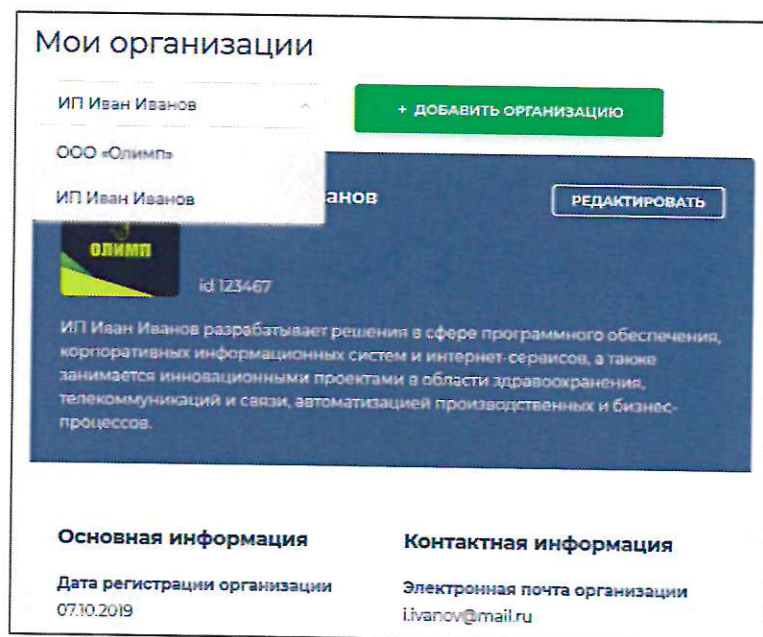 Мои организации
ИП Иван Иванов
+ ДОБАВИТЬ ОРГАНИЗАЦИЮ
ООО «Олимп»
ИП Иван Иванов
анов
РЕДАКТИРОВАТЬ
ОЛИМП
id 123467
ИП Иван Иванов разрабатывает решения в сфере программного обеспечения,
корпоративных информационных систем и интернет-сервисов, а также
занимается инновационными проектами в области здравоохранения,
телекоммуникаций и связи, автоматизацией производственных и бизнес-
процессов.
Основная информация
Контактная информация
Дата регистрации организации
Электронная почта организации
07.10.2019
i.ivanov@mail.ru